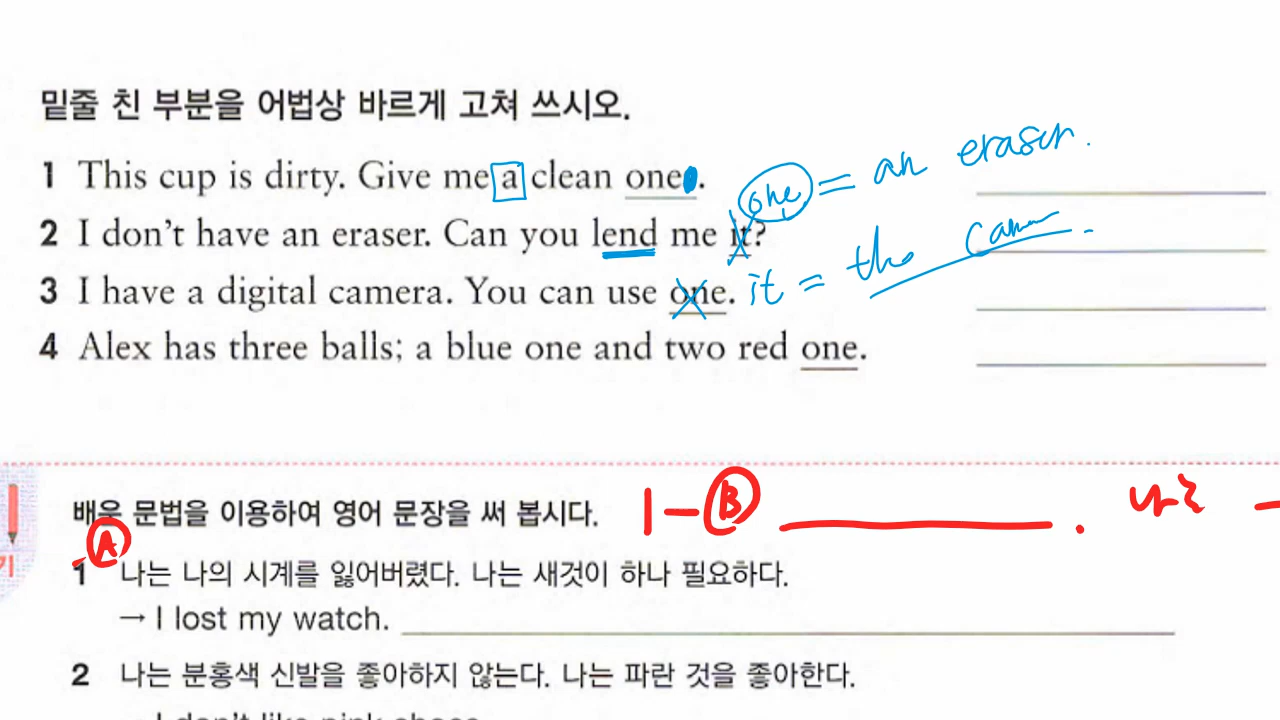 밑줄 친 부분을 어법상 바르게 고쳐 쓰시오.
1 This cup is dirty. Give me a clean one.
one = an eraser.
2 I don't have an eraser. Can you lend me it?
3 I have a digital camera. You can use one. it = the
4 Alex has three balls; a blue one and two red one.
배운 문법을 이용하여 영어 문장을 써 봅시다. 1-B
A
기
1 나는 나의 시계를 잃어버렸다. 나는 새것이 하나 필요하다.
→ I lost my watch.
2 나는 분홍색 신발을 좋아하지 않는다. 나는 파란 것을 좋아한다.
→ I don't like pink shoes.